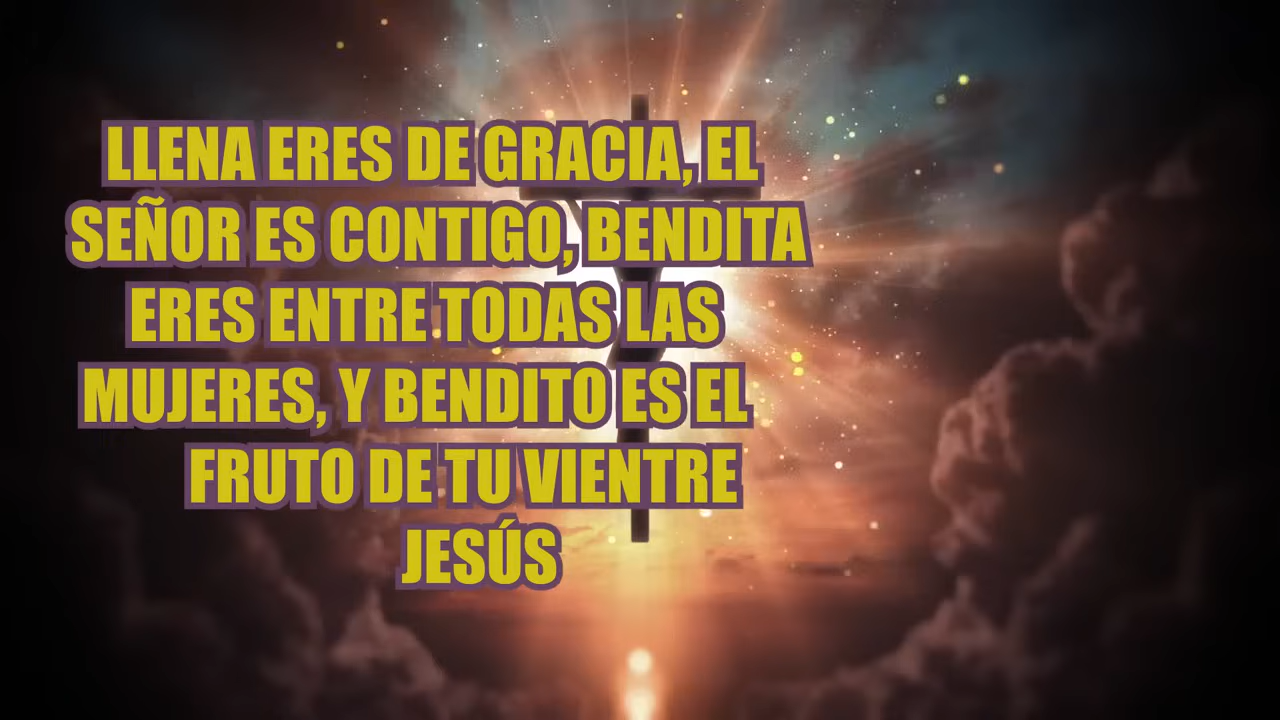 LLENA ERES DE GRACIA, EL
SEÑOR ES CONTIGO, BENDITA
ERES ENTRE TODAS LAS
MUJERES, Y BENDITO ES EL
FRUTO DE TU VIENTRE
JESÚS